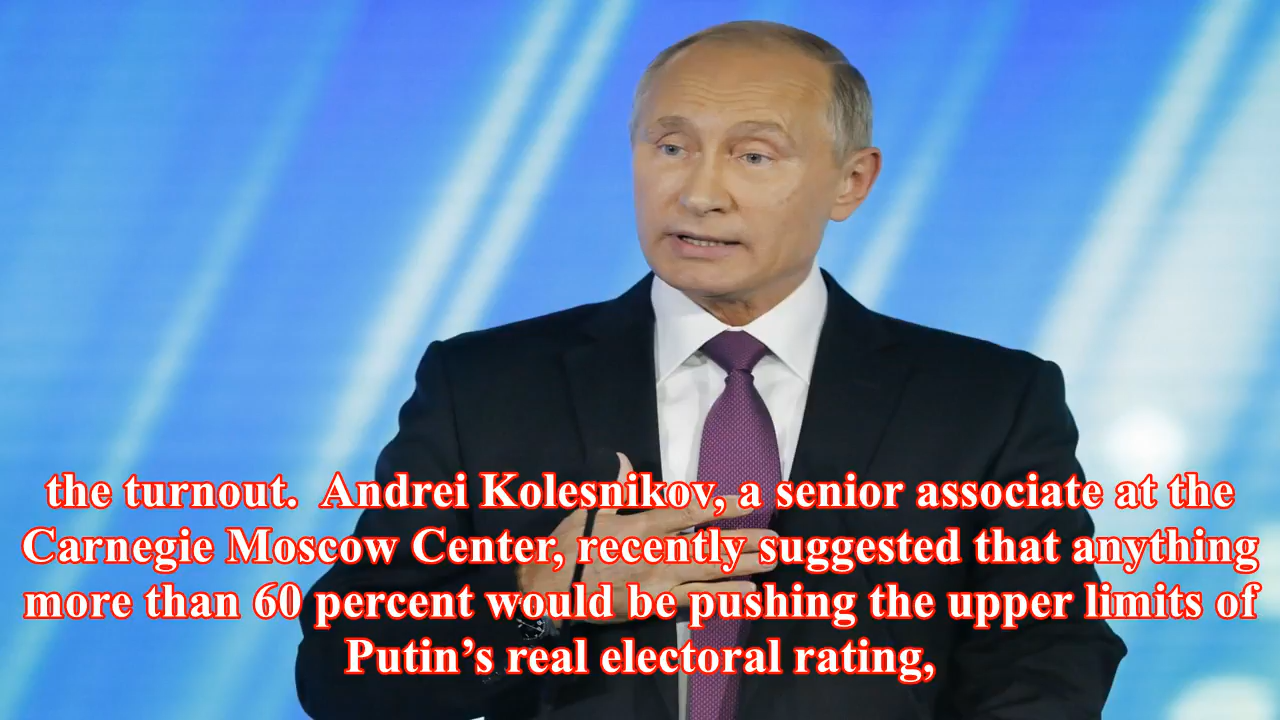 the turnout.  Andrei Kolesnikov, a senior associate at the
Carnegie Moscow Center, recently suggested that anything
more than 60 percent would be pushing the upper limits of
Putin’s real electoral rating,